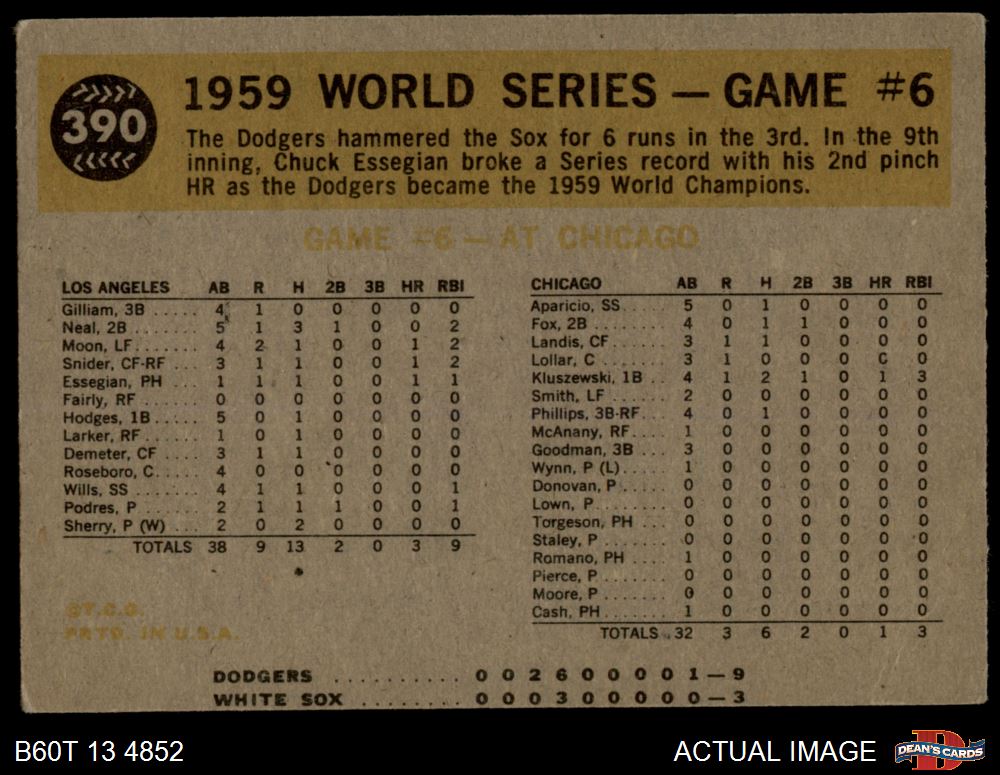 390
1959 WORLD SERIES — GAME #6
The Dodgers hammered the Sox for 6 runs in the 3rd. In the 9th
inning, Chuck Essegian broke a Series record with his 2nd pinch
HR as the Dodgers became the 1959 World Champions.
GAME #6 — AT CHICAGO
LOS ANGELES AB R H 2B 3B HR RBI
Gilliam, 3B ..... 4 1 0 0 0 0 0
Neal, 2B ....... 5 1 3 1 0 0 2
Moon, LF ....... 4 2 1 0 0 1 2
Snider, CF-RF ... 3 1 1 0 0 1 2
Essegian, PH .... 1 1 1 0 0 1 1
Fairly, RF ...... 0 0 0 0 0 0 0
Hodges, 1B ..... 5 0 1 0 0 0 0
Larker, RF ...... 1 0 1 0 0 0 0
Demeter, CF .... 3 1 1 0 0 0 0
Roseboro, C. .... 4 0 0 0 0 0 0
Wills, SS ....... 4 1 1 0 0 0 1
Podres, P ...... 2 1 1 1 0 0 1
Sherry, P (W) ... 2 0 2 0 0 0 0
TOTALS 38 9 13 2 0 3 9
CHICAGO AB R H 2B 3B HR RBI
Aparicio, SS ..... 5 0 1 0 0 0 0
Fox, 2B ........ 4 0 1 1 0 0 0
Landis, CF ...... 3 1 1 0 0 0 0
Lollar, C ....... 3 1 0 0 0 0 0
Kluszewski, 1B .. 4 1 2 1 0 1 3
Smith, LF ...... 2 0 0 0 0 0 0
Phillips, 3B-RF ... 4 0 1 0 0 0 0
McAnany, RF .... 1 0 0 0 0 0 0
Goodman, 3B .... 3 0 0 0 0 0 0
Wynn, P (L) ..... 1 0 0 0 0 0 0
Donovan, P ..... 0 0 0 0 0 0 0
Lown, P ........ 0 0 0 0 0 0 0
Torgeson, PH ... 0 0 0 0 0 0 0
Staley, P ....... 0 0 0 0 0 0 0
Romano, PH .... 1 0 0 0 0 0 0
Pierce, P ....... 0 0 0 0 0 0 0
Moore, P ....... 0 0 0 0 0 0 0
Cash, PH ....... 1 0 0 0 0 0 0
TOTALS 32 3 6 2 0 1 3
©T.C.G.
PRTD. IN U.S.A.
DODGERS .......... 0 0 2 6 0 0 0 0 1 — 9
WHITE SOX ........ 0 0 0 3 0 0 0 0 0 — 3
B60T 13 4852
ACTUAL IMAGE
DEAN'S CARDS